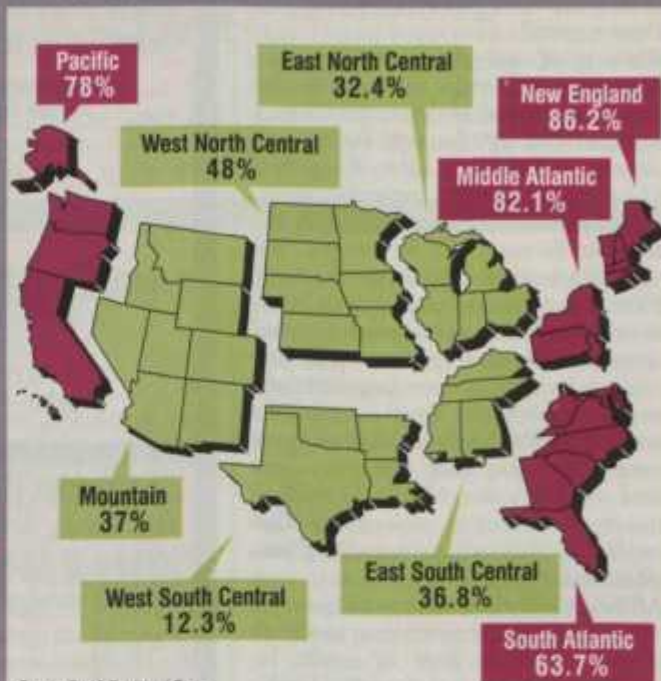 Pacific
78%
East North Central
32.4%
New England
86.2%
West North Central
48%
Middle Atlantic
82.1%
Mountain
37%
West South Central
12.3%
East South Central
36.8%
South Atlantic
63.7%